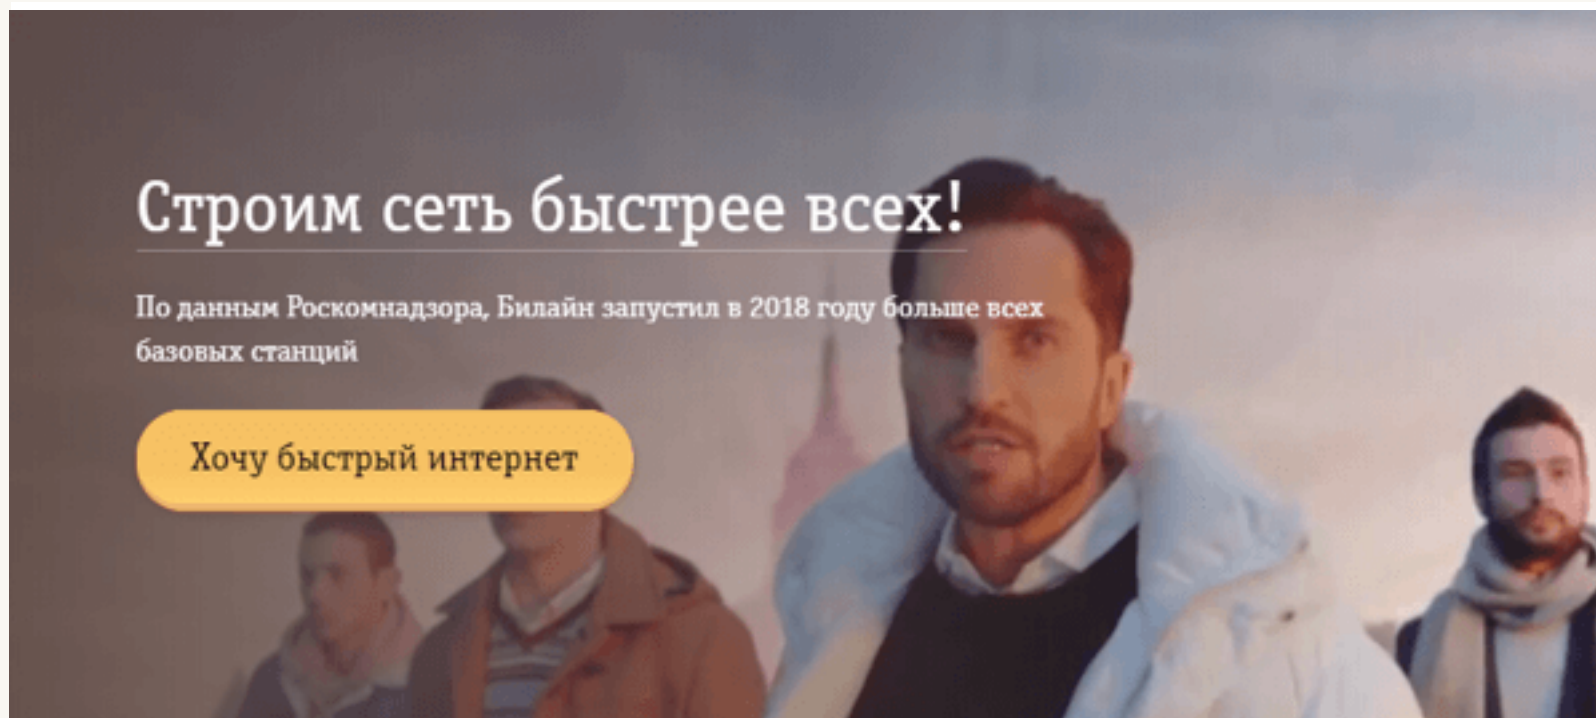 Строим сеть быстрее всех!
По данным Роскомнадзора, Билайн запустил в 2018 году больше всех
базовых станций
Хочу быстрый интернет